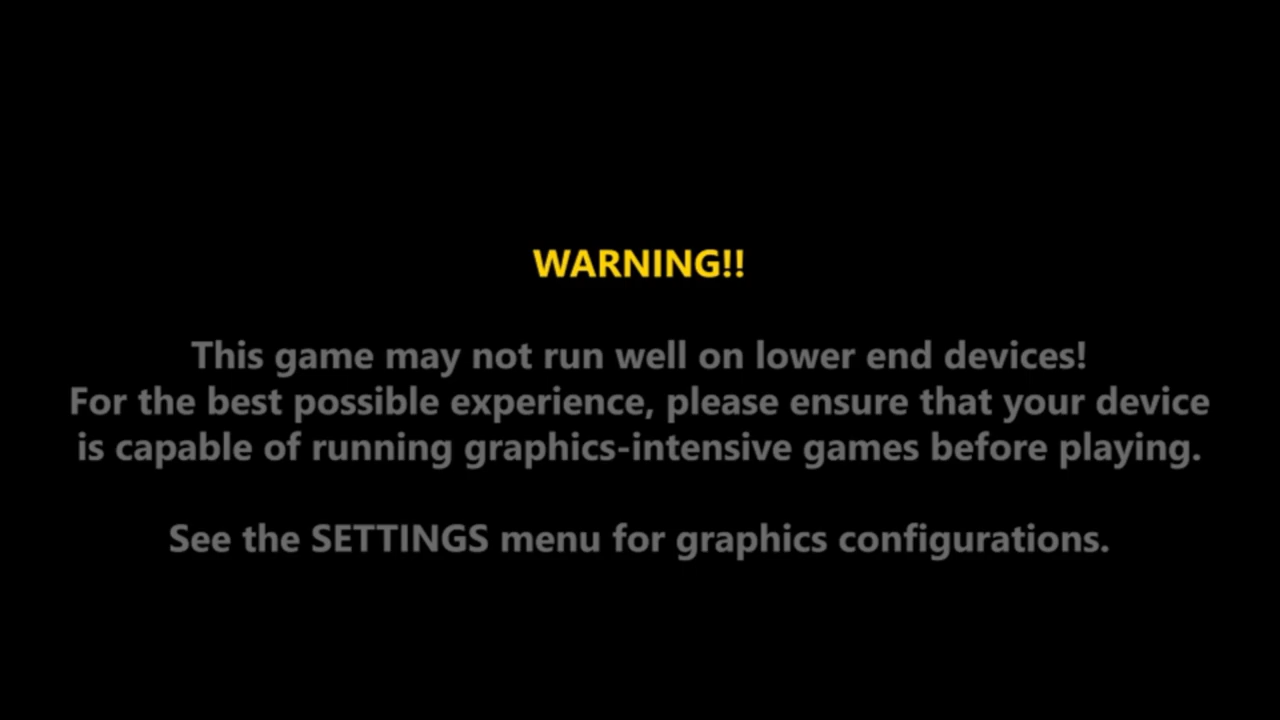 WARNING!!
This game may not run well on lower end devices!
For the best possible experience, please ensure that your device
is capable of running graphics-intensive games before playing.
See the SETTINGS menu for graphics configurations.